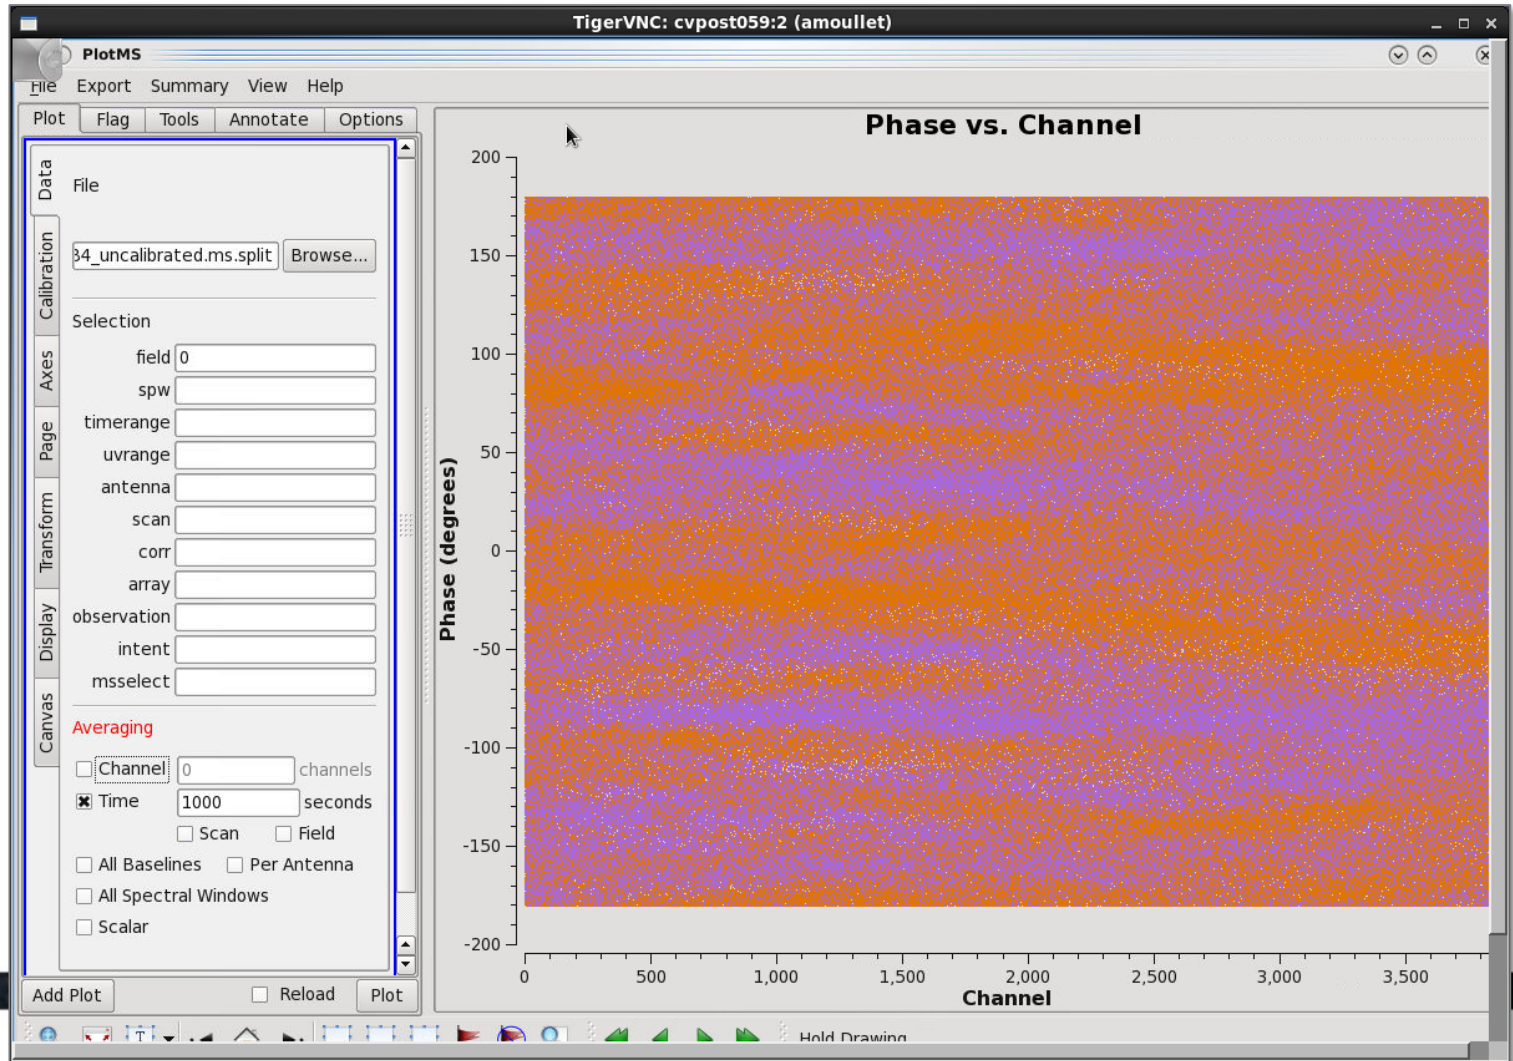 TigerVNC: cvpost059:2 (amoullet)
PlotMS
File Export Summary View Help
Plot Flag Tools Annotate Options
Data
Calibration
Axes
Page
Transform
Display
Canvas
File
34_uncalibrated.ms.split Browse...
Selection
field 0
spw
timerange
uvrange
antenna
scan
corr
array
observation
intent
msselect
Averaging
Channel 0 channels
Time 1000 seconds
Scan Field
All Baselines Per Antenna
All Spectral Windows
Scalar
Add Plot Reload Plot
Phase vs. Channel
Phase (degrees)
200
150
100
50
0
-50
-100
-150
-200
0 500 1,000 1,500 2,000 2,500 3,000 3,500
Channel
T Hold Drawing